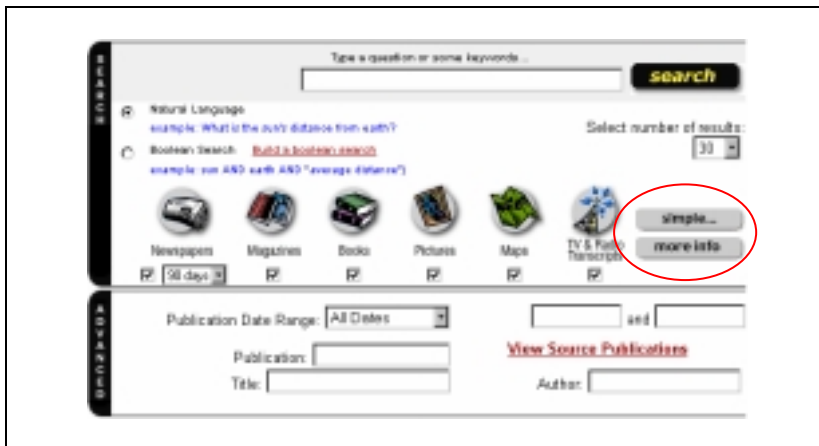 SEARCH
Type a question or some keywords...
search
Natural Language
example: What is the sun's distance from earth?
Select number of results:
30
Boolean Search Build a boolean search
example: sun AND earth AND "average distance")
simple...
more info
Newspapers Magazines Books Pictures Maps TV & Radio Transcripts
90 days
ADVANCED
Publication Date Range: All Dates and
View Source Publications
Publication:
Title: Author: